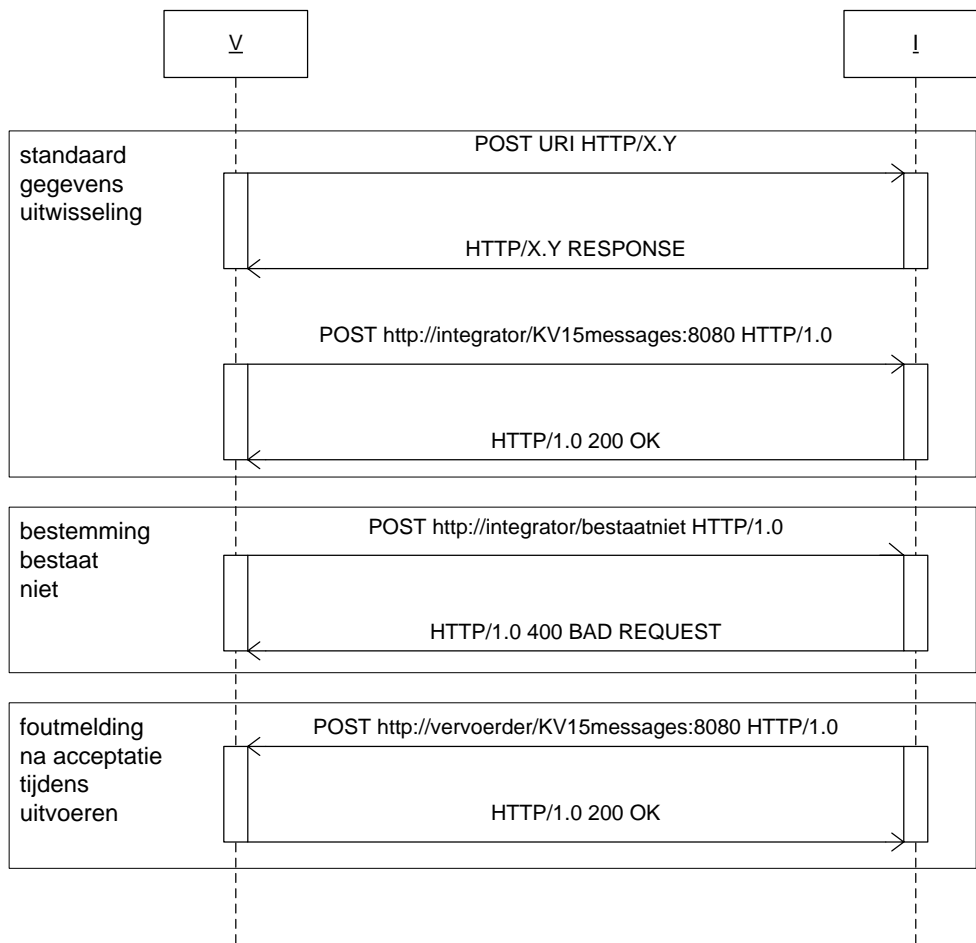 V
I
standaard
gegevens
uitwisseling
POST URI HTTP/X.Y
HTTP/X.Y RESPONSE
POST http://integrator/KV15messages:8080 HTTP/1.0
HTTP/1.0 200 OK
bestemming
bestaat
niet
POST http://integrator/bestaatniet HTTP/1.0
HTTP/1.0 400 BAD REQUEST
foutmelding
na acceptatie
tijdens
uitvoeren
POST http://vervoerder/KV15messages:8080 HTTP/1.0
HTTP/1.0 200 OK